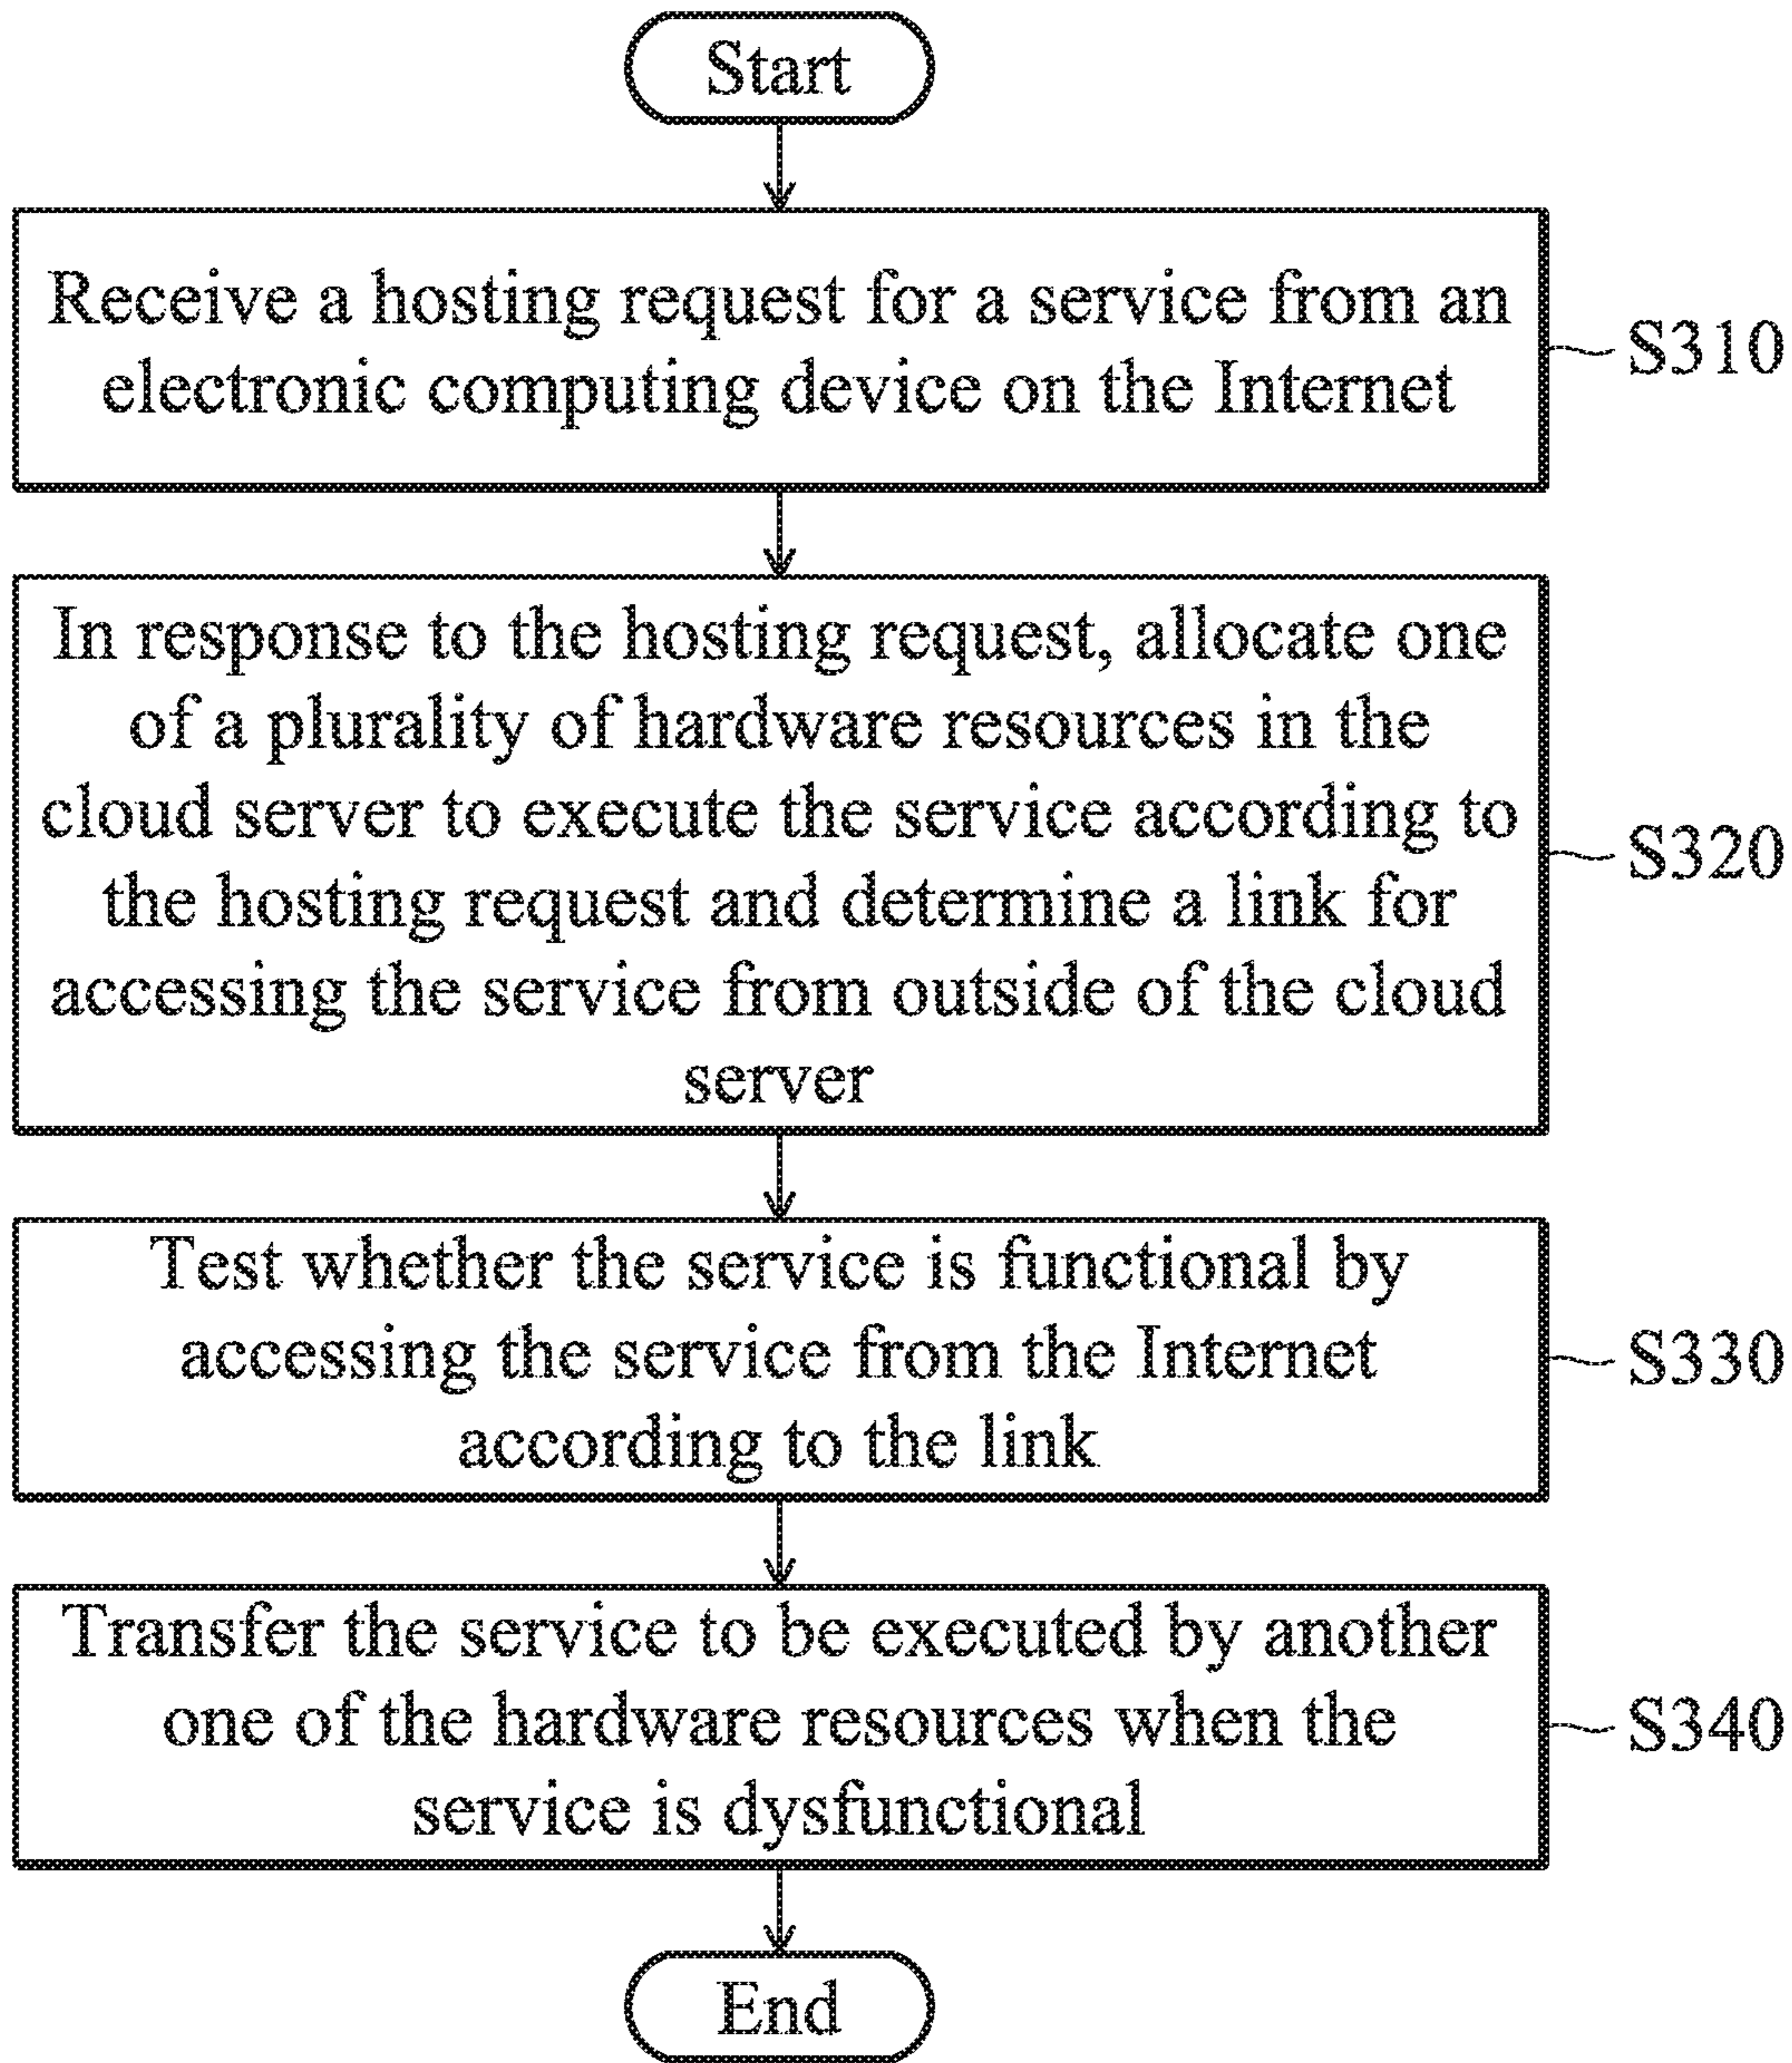 Start
Receive a hosting request for a service from an
electronic computing device on the Internet
S310
In response to the hosting request, allocate one
of a plurality of hardware resources in the
cloud server to execute the service according to
the hosting request and determine a link for
accessing the service from outside of the cloud
server
S320
Test whether the service is functional by
accessing the service from the Internet
according to the link
S330
Transfer the service to be executed by another
one of the hardware resources when the
service is dysfunctional
S340
End